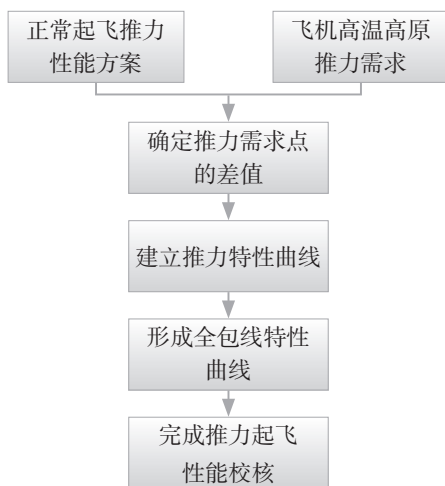 正常起飞推力
性能方案
飞机高温高原
推力需求
确定推力需求点
的差值
建立推力特性曲线
形成全包线特性
曲线
完成推力起飞
性能校核